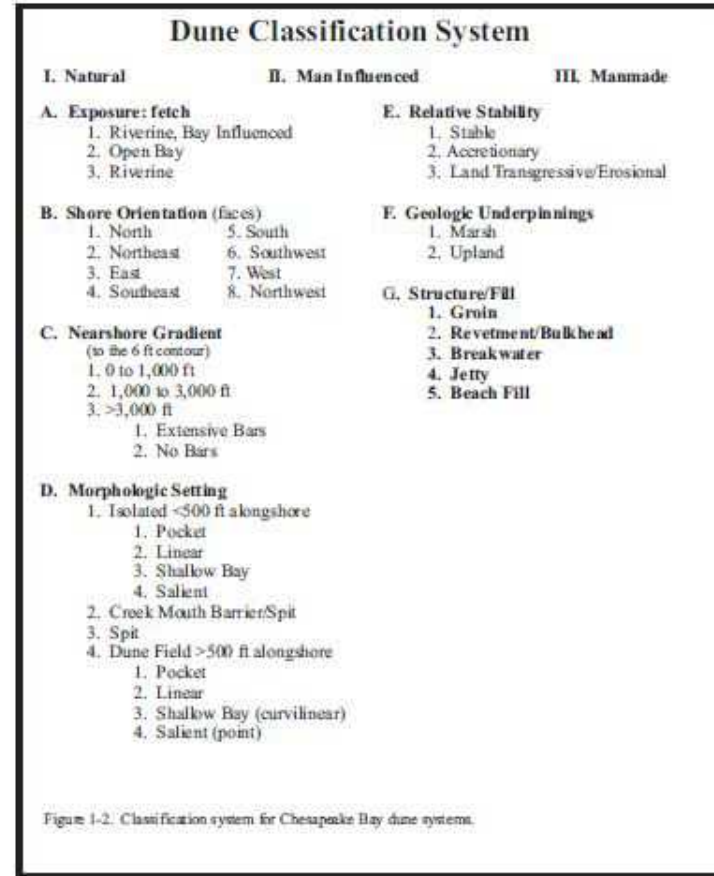 Dune Classification System
I. Natural II. Man Influenced III. Manmade
A. Exposure: fetch
1. Riverine, Bay Influenced
2. Open Bay
3. Riverine
B. Shore Orientation (faces)
1. North 5. South
2. Northeast 6. Southwest
3. East 7. West
4. Southeast 8. Northwest
C. Nearshore Gradient
(to the 6 ft contour)
1. 0 to 1,000 ft
2. 1,000 to 3,000 ft
3. >3,000 ft
1. Extensive Bars
2. No Bars
D. Morphologic Setting
1. Isolated <500 ft alongshore
1. Pocket
2. Linear
3. Shallow Bay
4. Salient
2. Creek Mouth Barrier/Spit
3. Spit
4. Dune Field >500 ft alongshore
1. Pocket
2. Linear
3. Shallow Bay (curvilinear)
4. Salient (point)
E. Relative Stability
1. Stable
2. Accretionary
3. Land Transgressive/Erosional
F. Geologic Underpinnings
1. Marsh
2. Upland
G. Structure/Fill
1. Groin
2. Revetment/Bulkhead
3. Breakwater
4. Jetty
5. Beach Fill
Figure 1-2. Classification system for Chesapeake Bay dune systems.